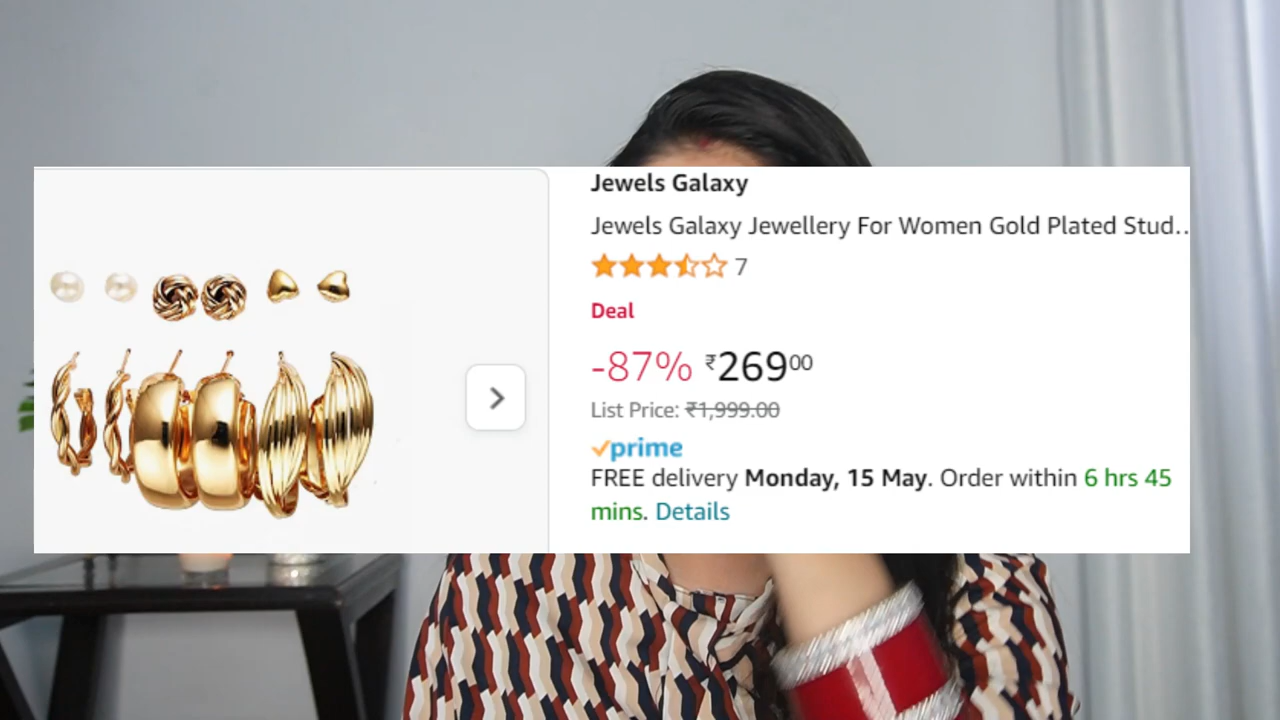 Jewels Galaxy
Jewels Galaxy Jewellery For Women Gold Plated Stud..
7
Deal
-87% ₹26900
List Price: ₹1,999.00
prime
FREE delivery Monday, 15 May. Order within 6 hrs 45
mins. Details